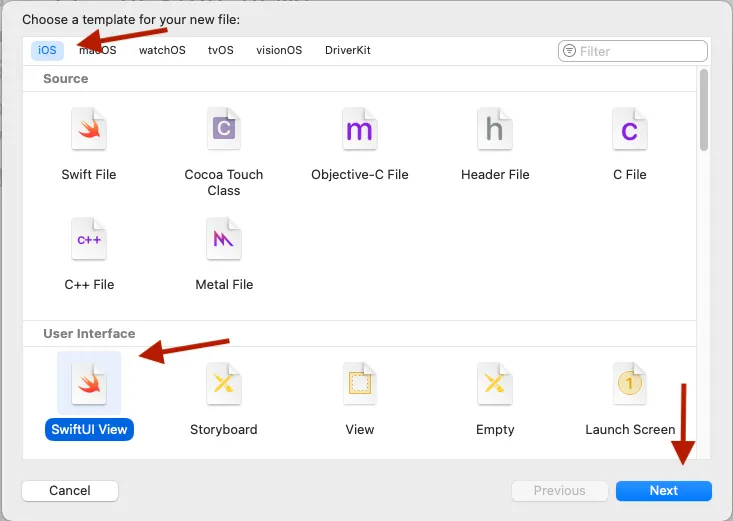 Choose a template for your new file:
iOS macOS watchOS tvOS visionOS DriverKit Filter
Source
C m h C
Swift File Cocoa Touch Class Objective-C File Header File C File
C++
C++ File Metal File
User Interface
1
SwiftUI View Storyboard View Empty Launch Screen
Cancel Previous Next